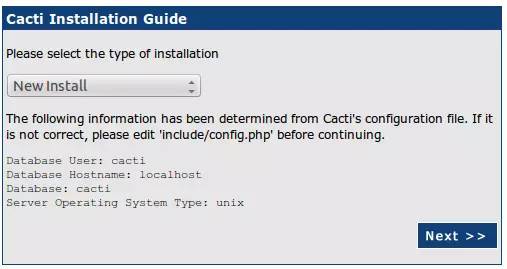 Cacti Installation Guide
Please select the type of installation
New Install
The following information has been determined from Cacti's configuration file. If it
is not correct, please edit 'include/config.php' before continuing.
Database User: cacti
Database Hostname: localhost
Database: cacti
Server Operating System Type: unix
Next >>